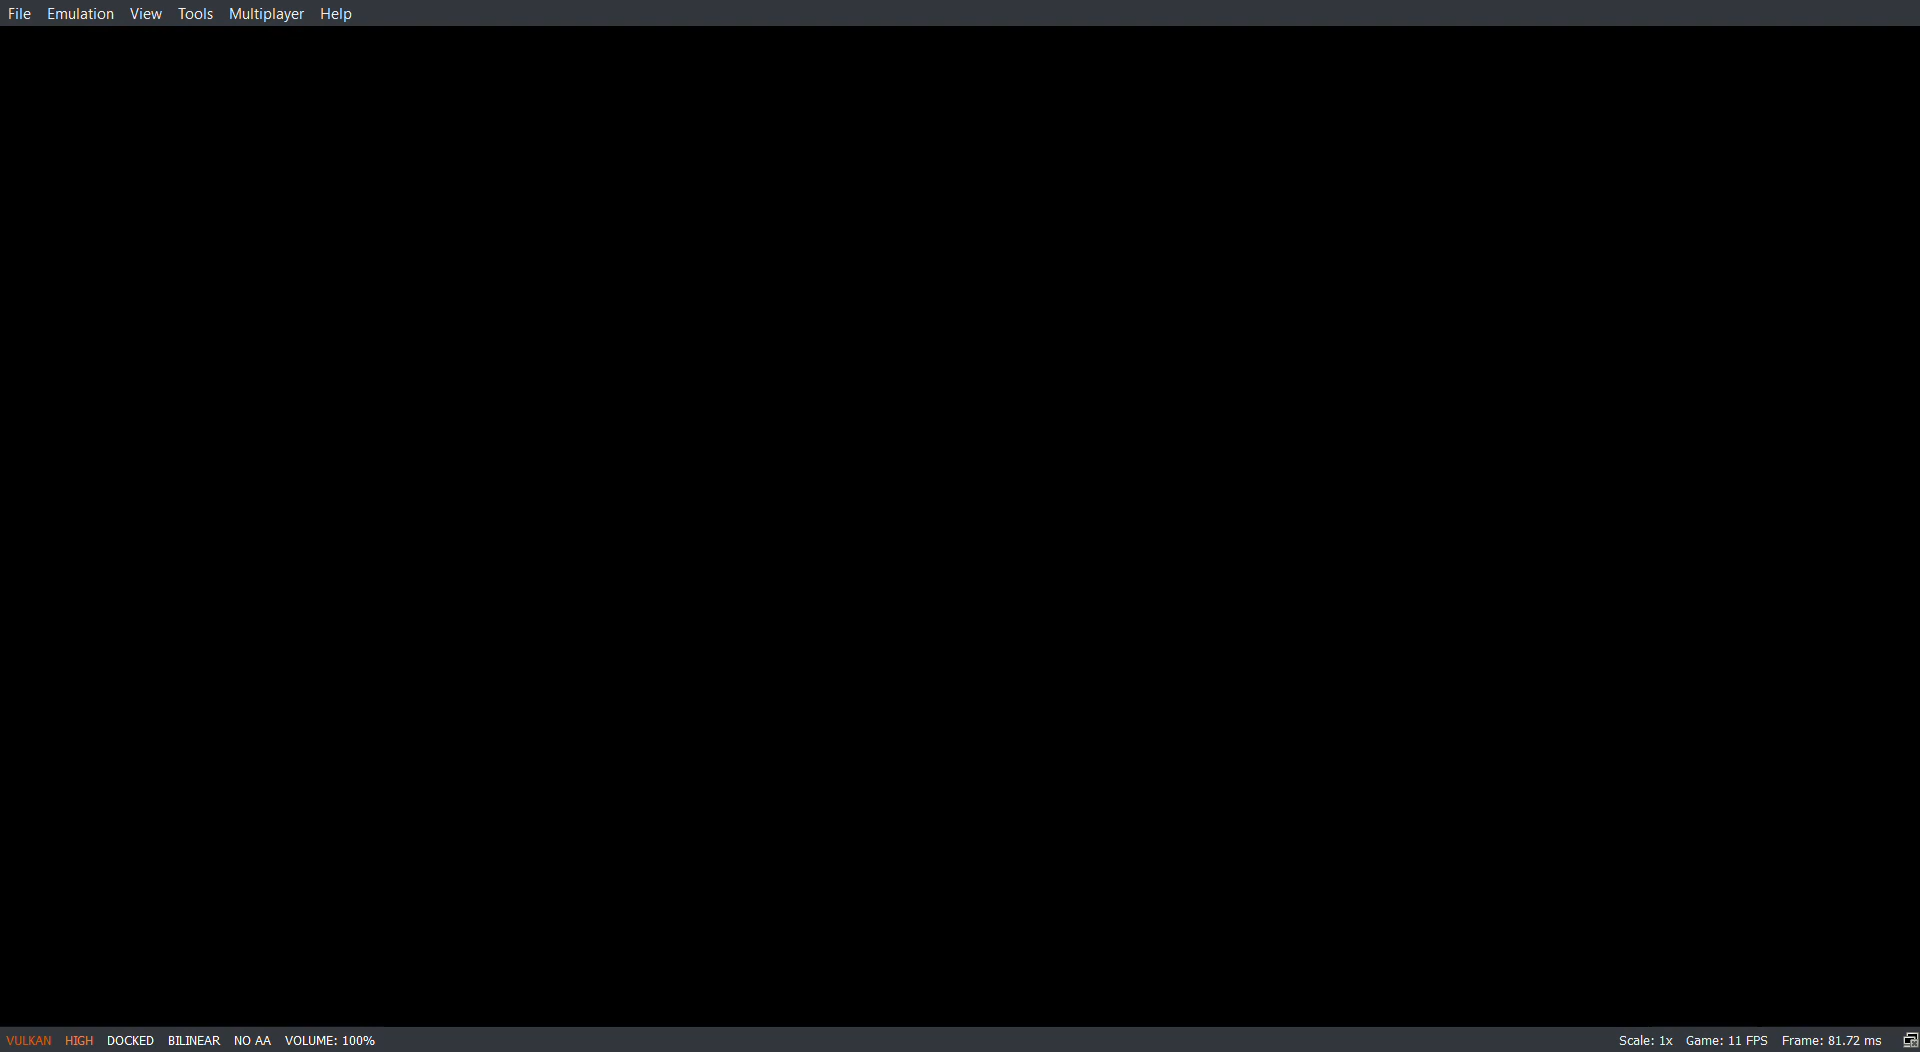 File Emulation View Tools Multiplayer Help
VULKAN HIGH DOCKED BILINEAR NO AA VOLUME: 100% Scale: 1x Game: 11 FPS Frame: 81.72 ms